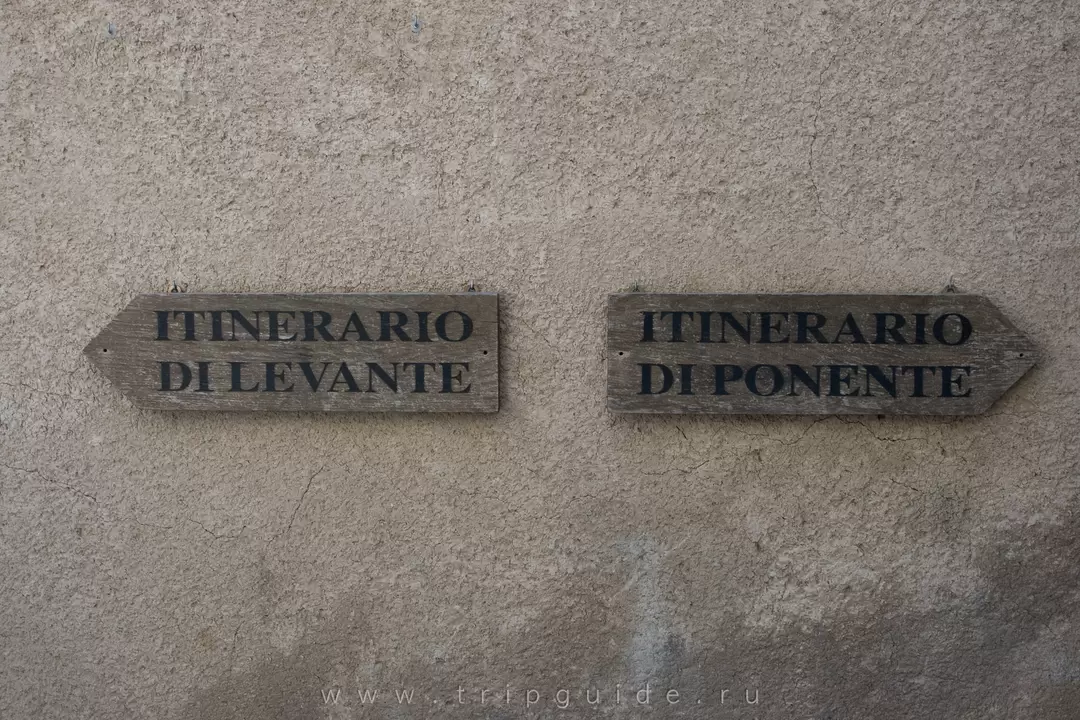 ITINERARIO
DI LEVANTE
ITINERARIO
DI PONENTE
www.tripguide.ru